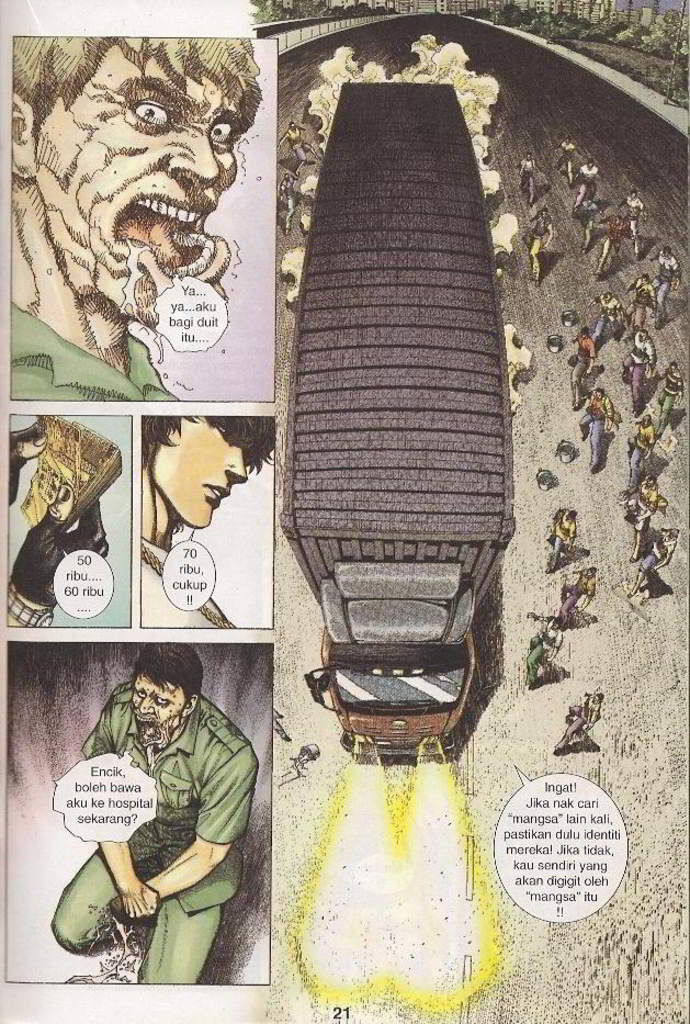 Ya...
ya...aku
bagi duit
itu....
50
ribu....
60 ribu
....
70
ribu,
cukup
!!
Encik,
boleh bawa
aku ke hospital
sekarang?
Ingat!
Jika nak cari
"mangsa" lain kali,
pastikan dulu identiti
mereka! Jika tidak,
kau sendiri yang
akan digigit oleh
"mangsa" itu
!!
21